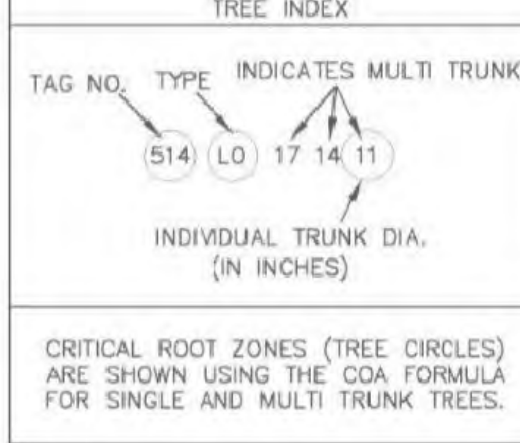 TREE INDEX
TAG NO. TYPE INDICATES MULTI TRUNK
514 LO 17 14 11
INDIVIDUAL TRUNK DIA.
(IN INCHES)
CRITICAL ROOT ZONES (TREE CIRCLES)
ARE SHOWN USING THE COA FORMULA
FOR SINGLE AND MULTI TRUNK TREES.